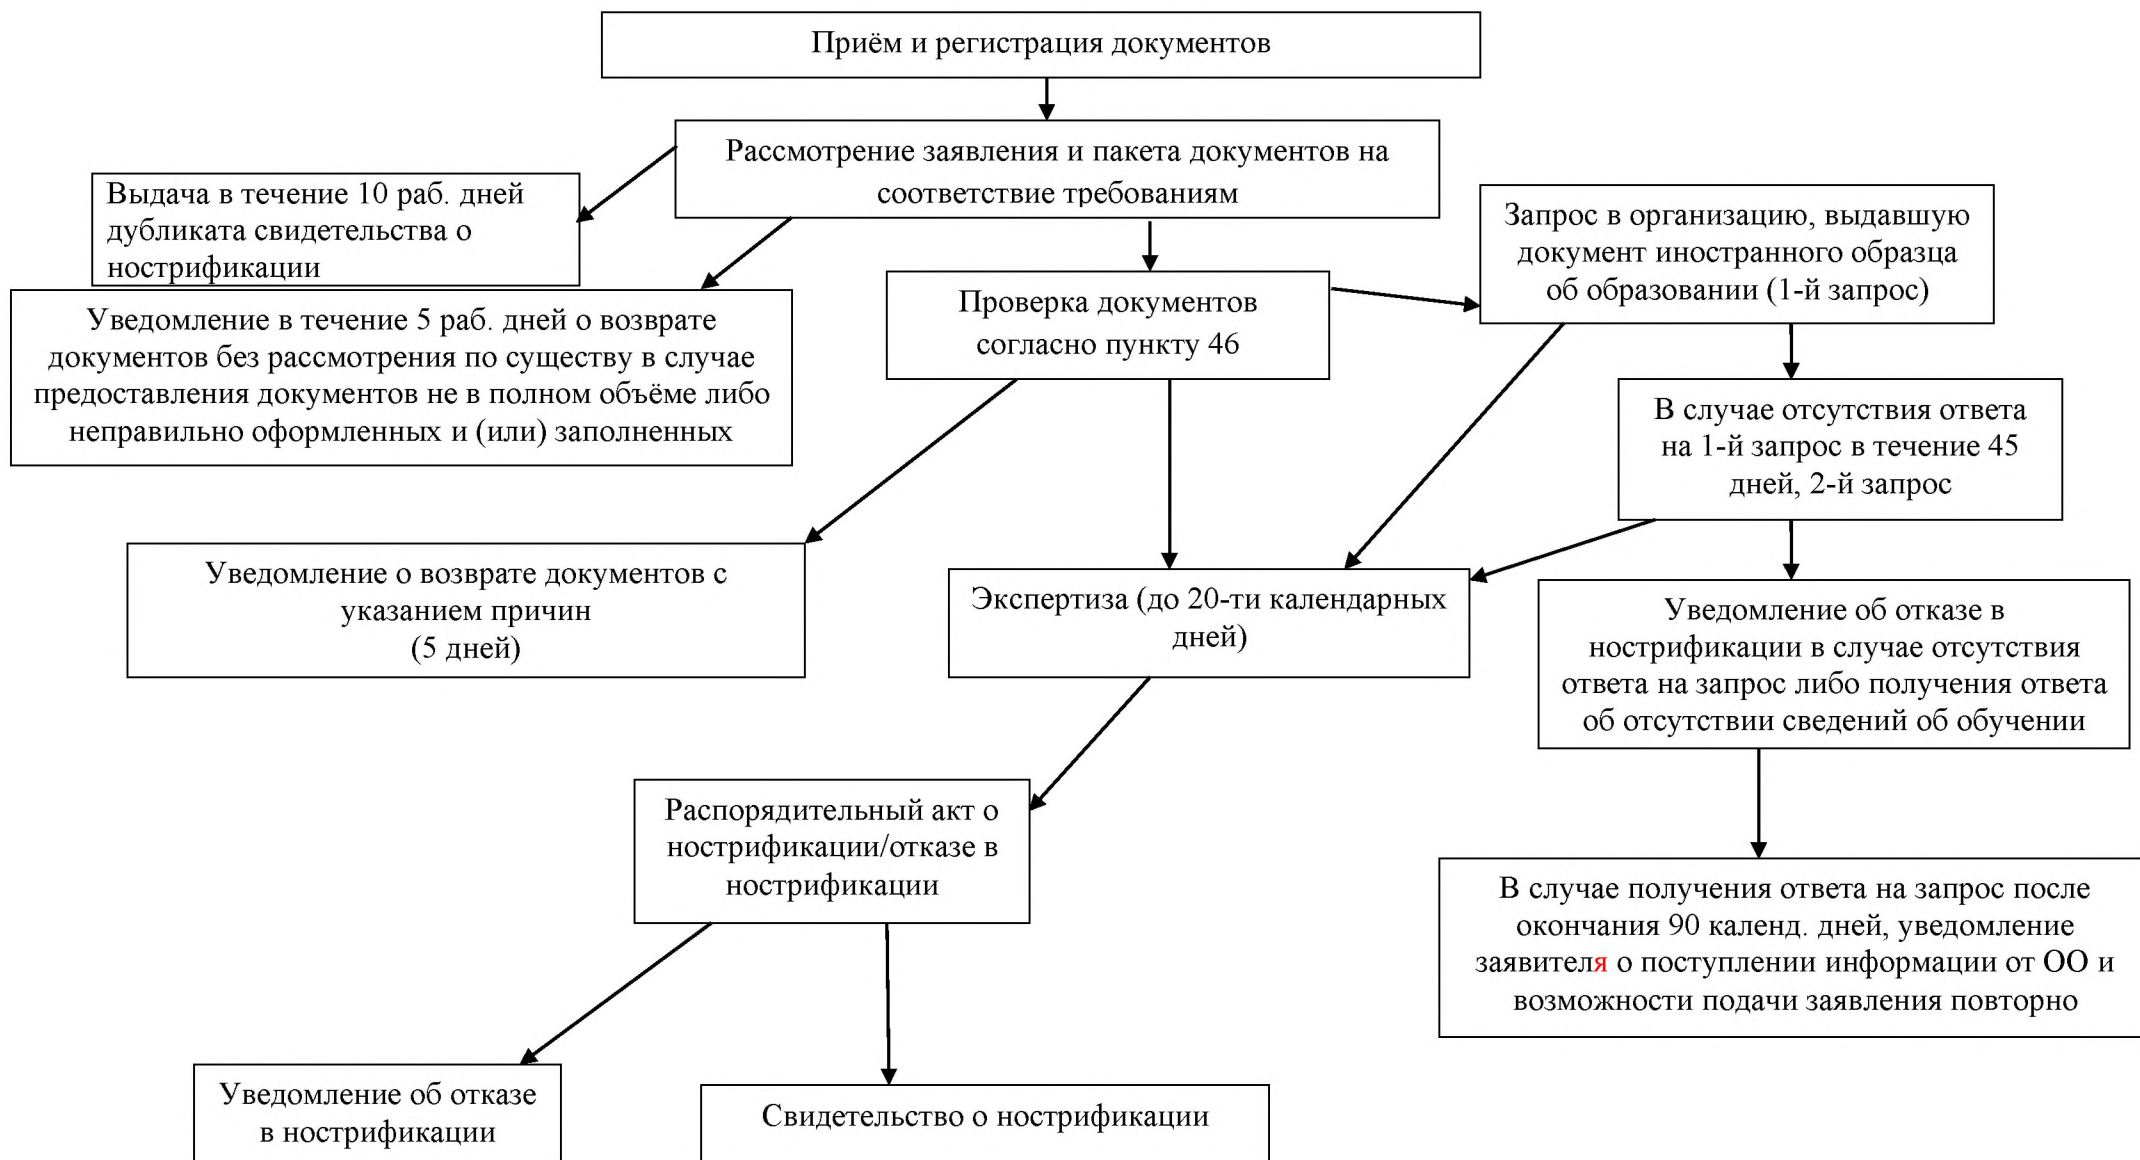 Приём и регистрация документов
Рассмотрение заявления и пакета документов на
соответствие требованиям
Выдача в течение 10 раб. дней
дубликата свидетельства о
нострификации
Запрос в организацию, выдавшую
документ иностранного образца
об образовании (1-й запрос)
Уведомление в течение 5 раб. дней о возврате
документов без рассмотрения по существу в случае
предоставления документов не в полном объёме либо
неправильно оформленных и (или) заполненных
Проверка документов
согласно пункту 46
В случае отсутствия ответа
на 1-й запрос в течение 45
дней, 2-й запрос
Уведомление о возврате документов с
указанием причин
(5 дней)
Экспертиза (до 20-ти календарных
дней)
Уведомление об отказе в
нострификации в случае отсутствия
ответа на запрос либо получения ответа
об отсутствии сведений об обучении
Распорядительный акт о
нострификации/отказе в
нострификации
В случае получения ответа на запрос после
окончания 90 календ. дней, уведомление
заявителя о поступлении информации от ОО и
возможности подачи заявления повторно
Уведомление об отказе
в нострификации
Свидетельство о нострификации